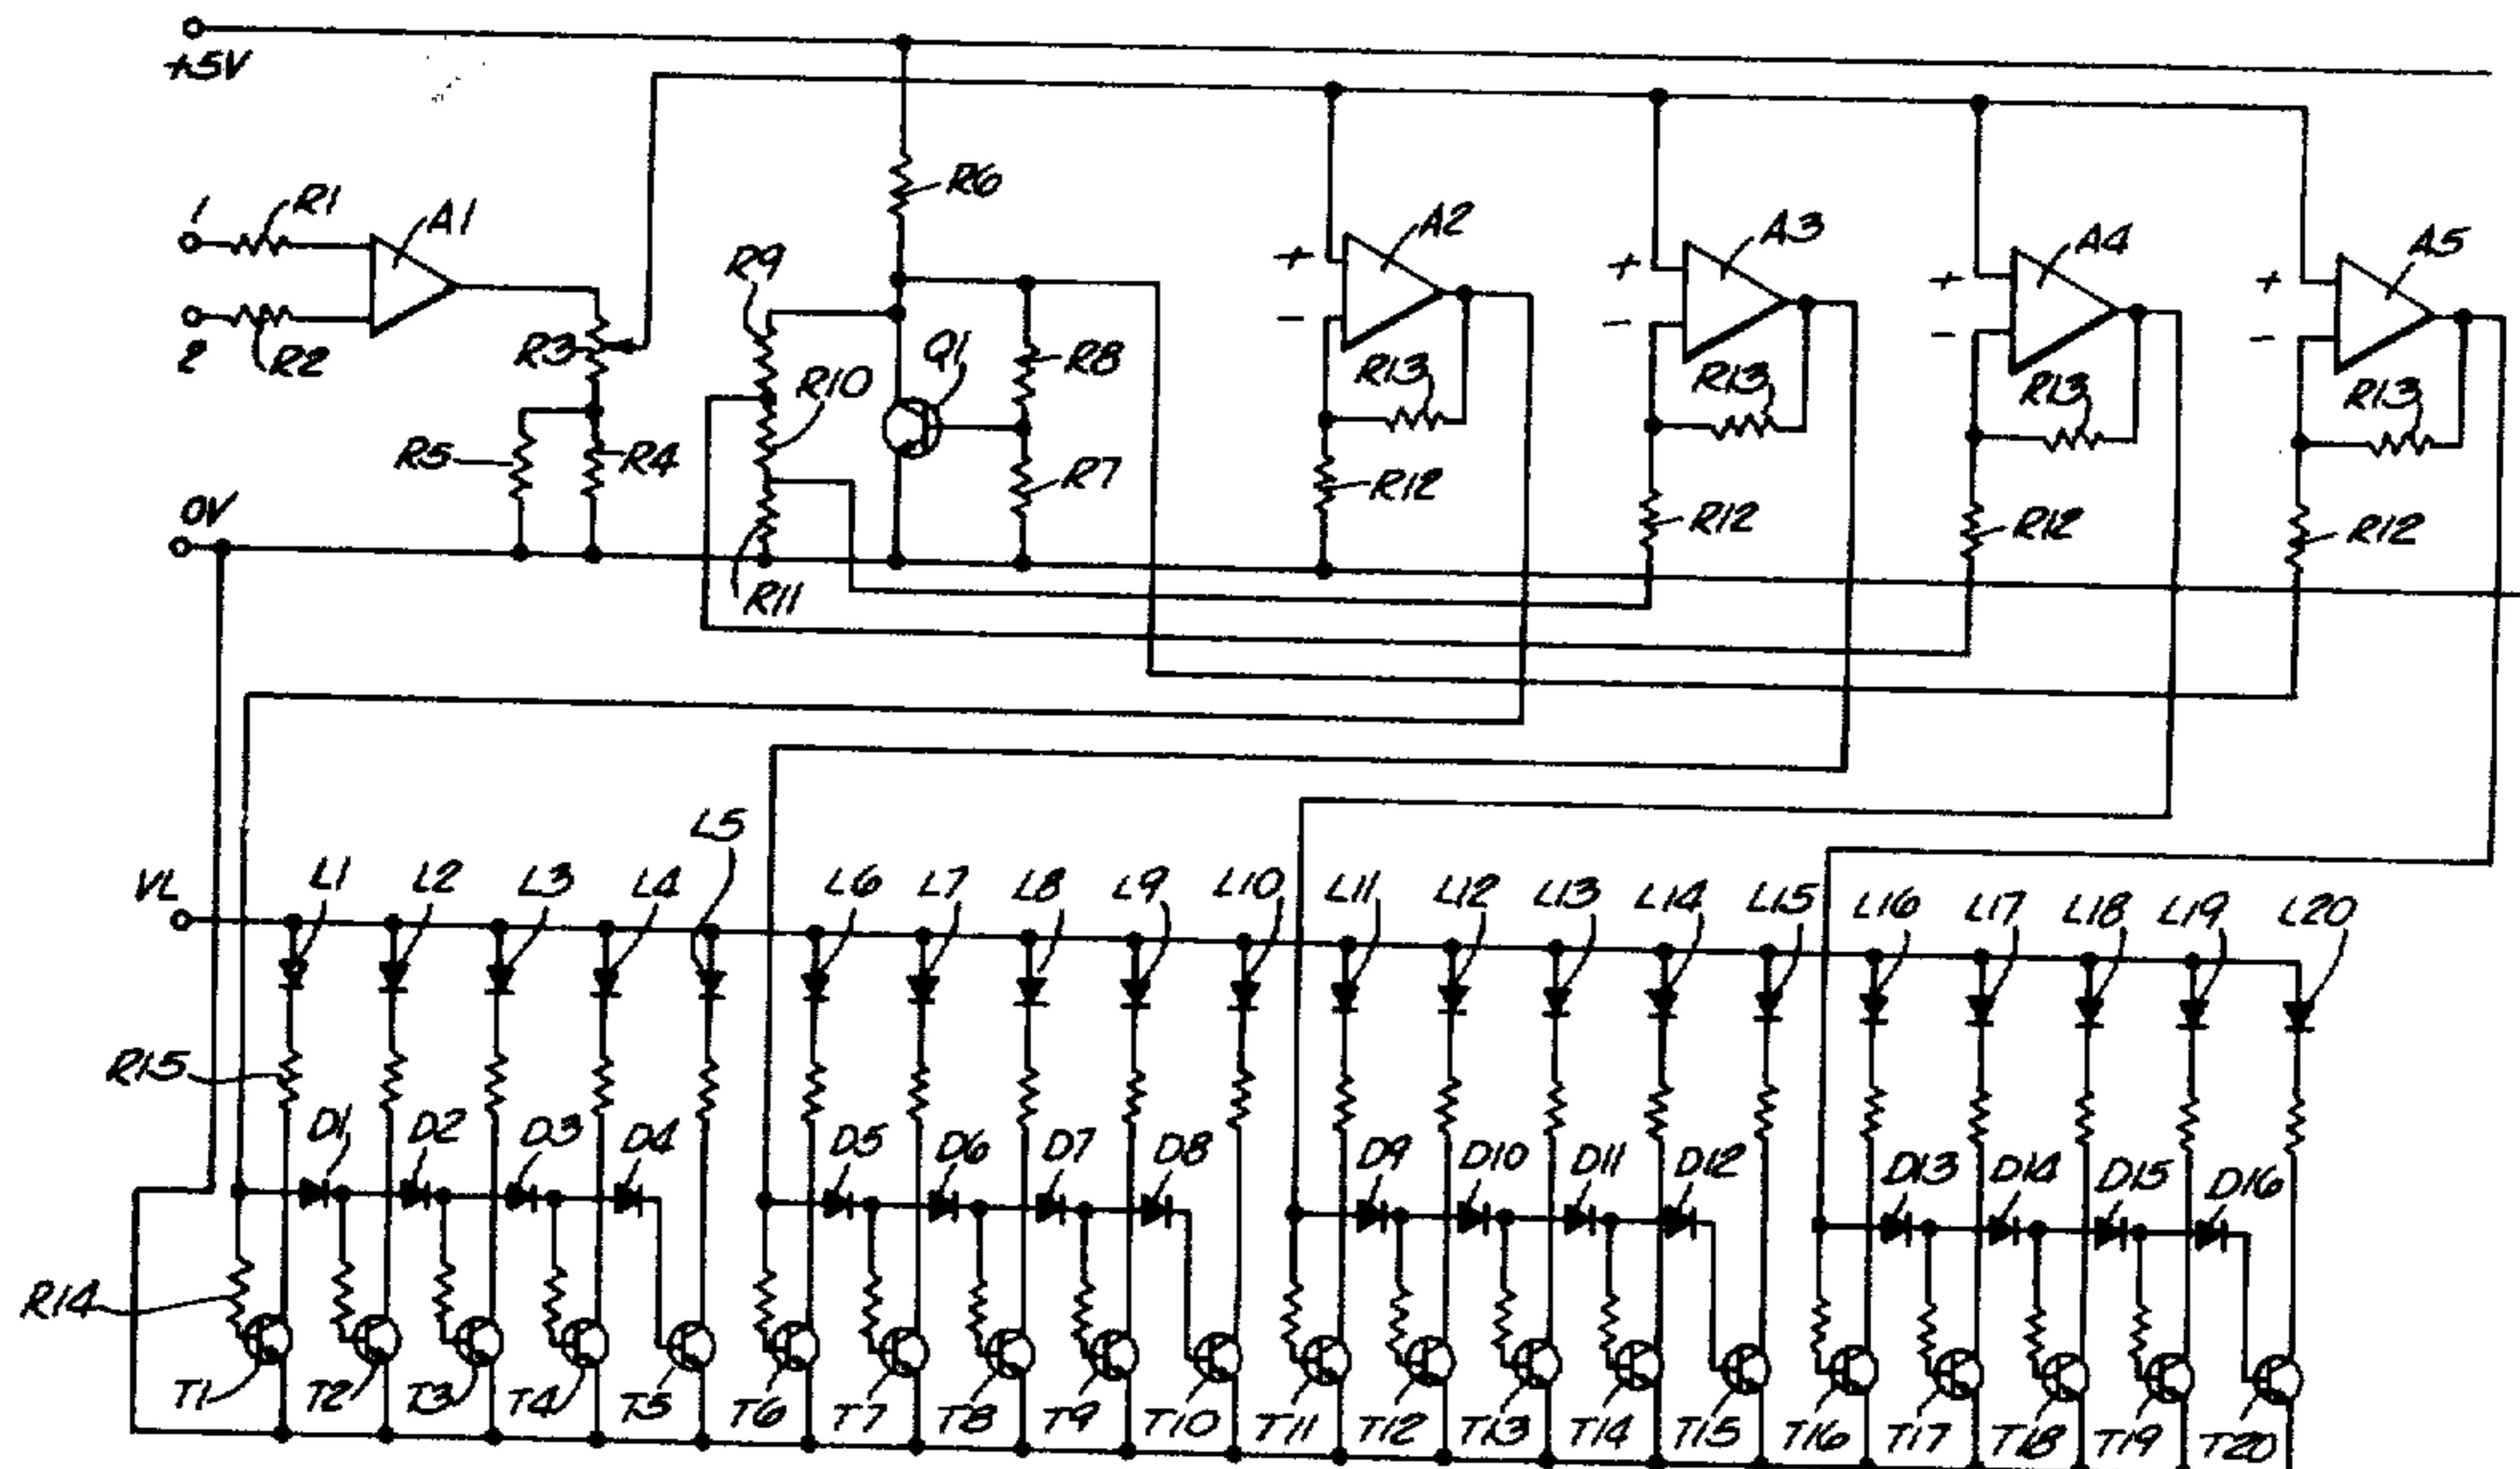 +5V
R6
1 R1 A1
A2 A3 A4 A5
+ + + +
R9
2 R2 R3 R10 Q1 R8
- - - -
R13 R13 R13 R13
R5 R4 R7 R12 R12 R12 R12
0V
R11
L5
VL L1 L2 L3 L4 L6 L7 L8 L9 L10 L11 L12 L13 L14 L15 L16 L17 L18 L19 L20
R15
D1 D2 D3 D4 D5 D6 D7 D8 D9 D10 D11 D12 D13 D14 D15 D16
R14
T1 T2 T3 T4 T5 T6 T7 T8 T9 T10 T11 T12 T13 T14 T15 T16 T17 T18 T19 T20